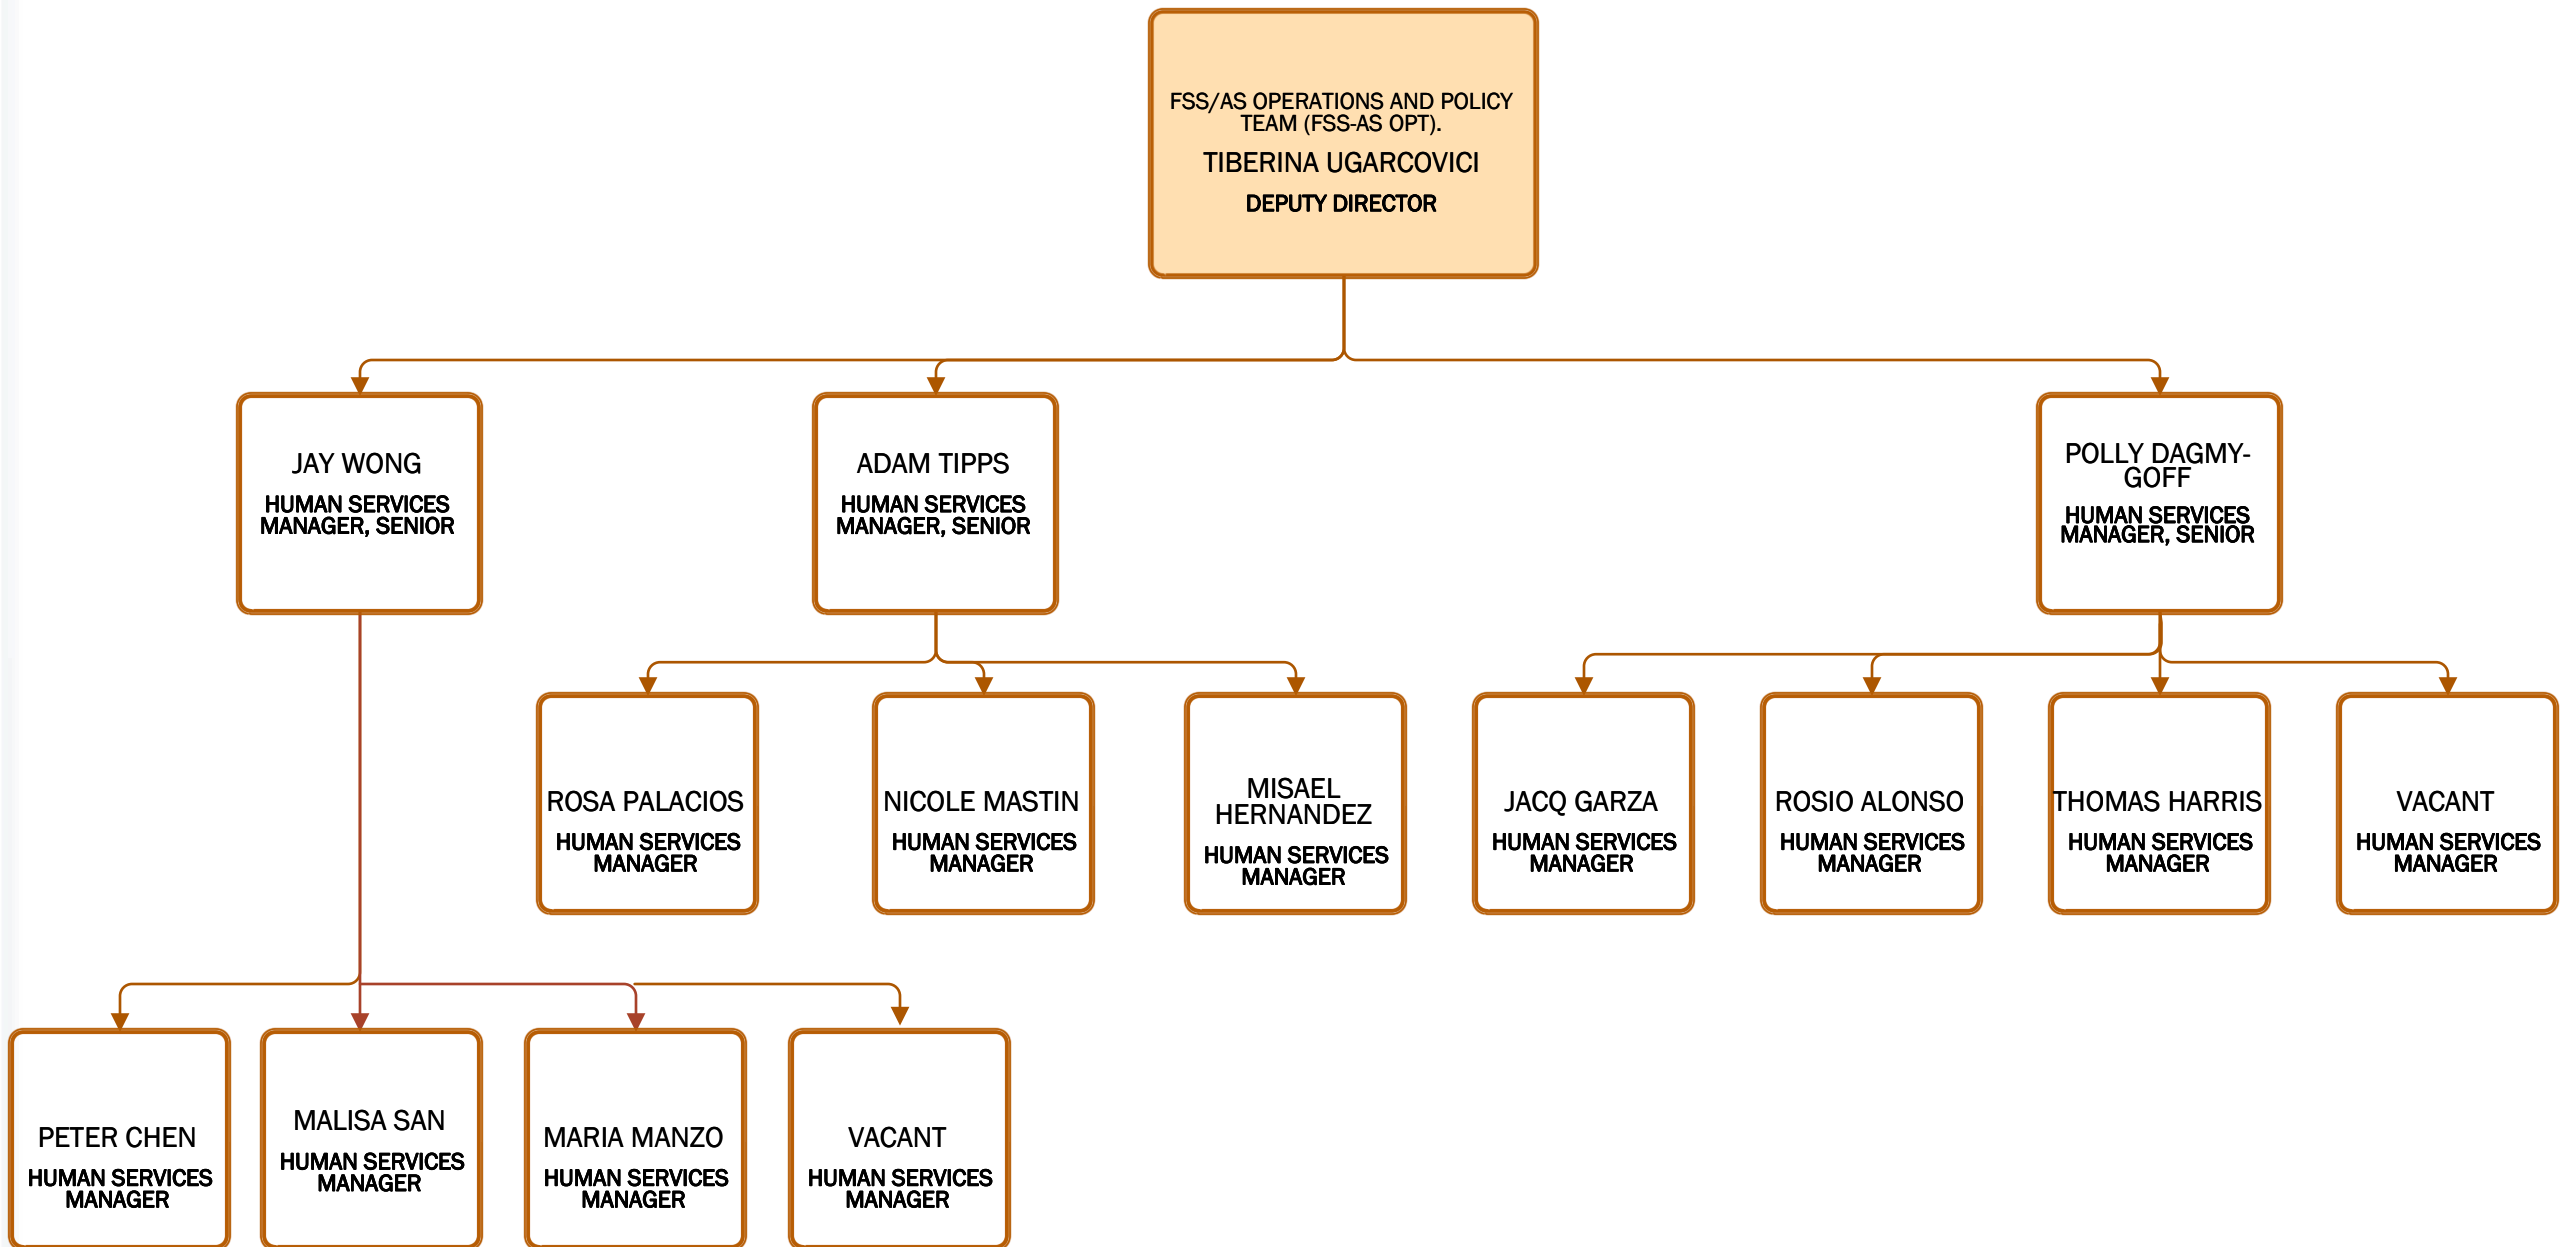 FSS/AS OPERATIONS AND POLICY
TEAM (FSS-AS OPT).
TIBERINA UGARCOVICI
DEPUTY DIRECTOR
JAY WONG
HUMAN SERVICES
MANAGER, SENIOR
ADAM TIPPS
HUMAN SERVICES
MANAGER, SENIOR
POLLY DAGMY-
GOFF
HUMAN SERVICES
MANAGER, SENIOR
ROSA PALACIOS
HUMAN SERVICES
MANAGER
NICOLE MASTIN
HUMAN SERVICES
MANAGER
MISAEL
HERNANDEZ
HUMAN SERVICES
MANAGER
JACQ GARZA
HUMAN SERVICES
MANAGER
ROSIO ALONSO
HUMAN SERVICES
MANAGER
THOMAS HARRIS
HUMAN SERVICES
MANAGER
VACANT
HUMAN SERVICES
MANAGER
PETER CHEN
HUMAN SERVICES
MANAGER
MALISA SAN
HUMAN SERVICES
MANAGER
MARIA MANZO
HUMAN SERVICES
MANAGER
VACANT
HUMAN SERVICES
MANAGER